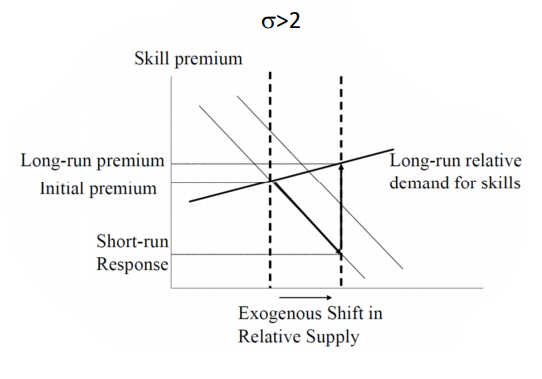 σ>2
Skill premium
Long-run premium
Initial premium
Long-run relative
demand for skills
Short-run
Response
Exogenous Shift in
Relative Supply